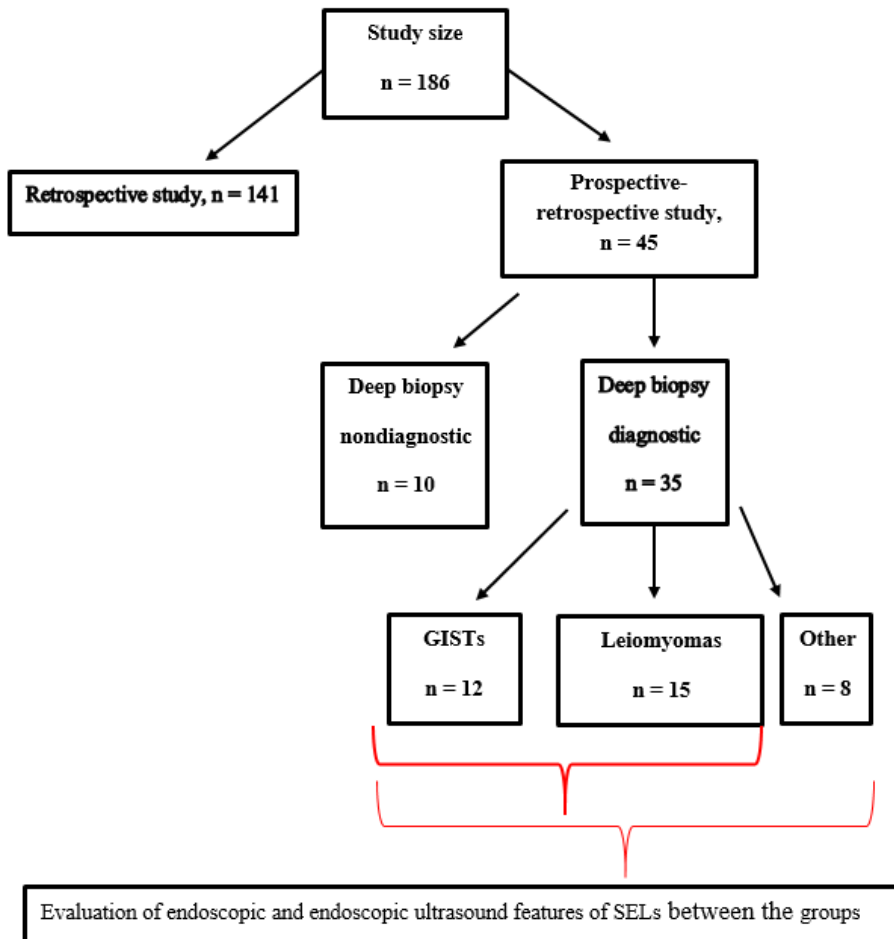 Study size
n = 186
Retrospective study, n = 141
Prospective-
retrospective study,
n = 45
Deep biopsy
nondiagnostic
n = 10
Deep biopsy
diagnostic
n = 35
GISTs
n = 12
Leiomyomas
n = 15
Other
n = 8
Evaluation of endoscopic and endoscopic ultrasound features of SELs between the groups